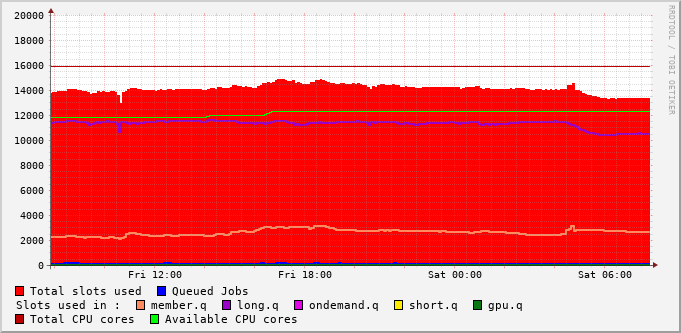 20000
18000
16000
14000
12000
10000
8000
6000
4000
2000
0
Fri 12:00 Fri 18:00 Sat 00:00 Sat 06:00
RRDTOOL / TOBI OETIKER
Total slots used Queued Jobs
Slots used in : member.q long.q ondemand.q short.q gpu.q
Total CPU cores Available CPU cores